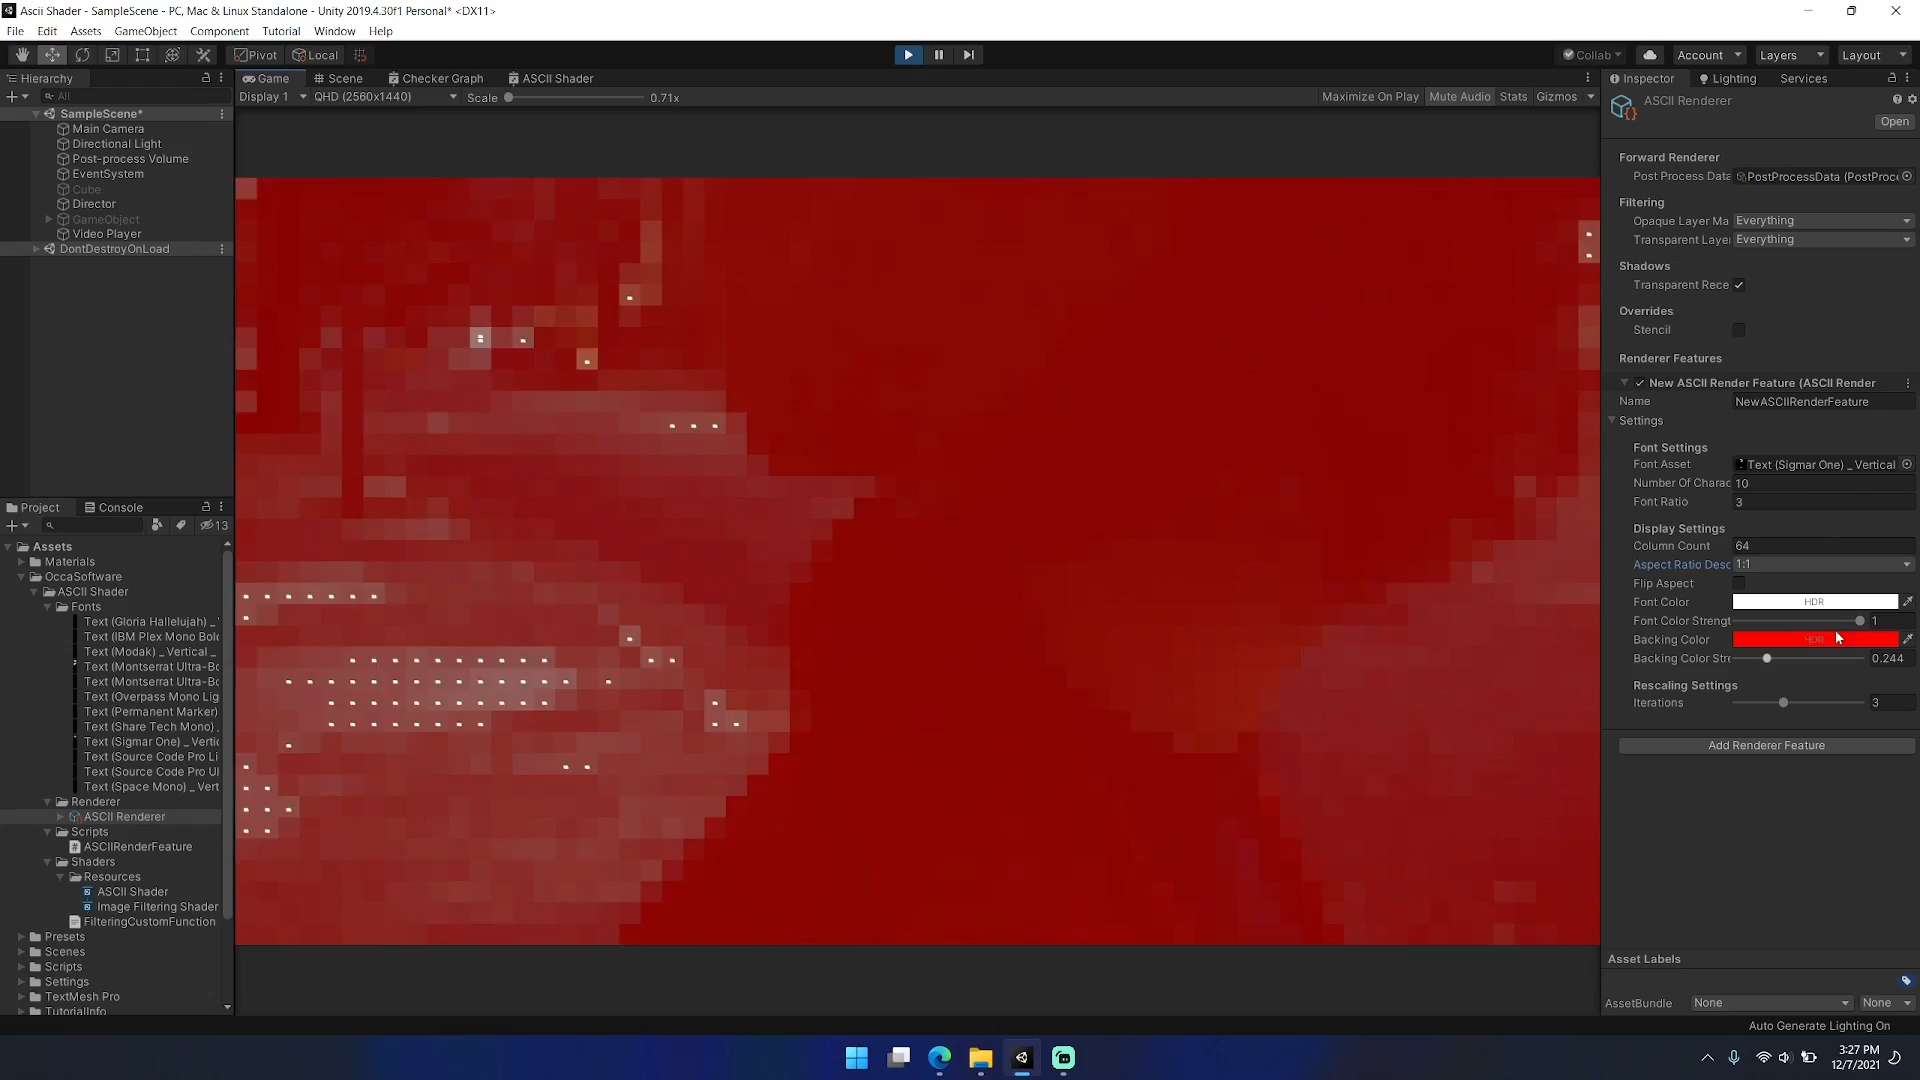 Ascii Shader - SampleScene - PC, Mac & Linux Standalone - Unity 2019.4.30f1 Personal* <DX11>
File Edit Assets GameObject Component Tutorial Window Help
Pivot Local Collab Account Layers Layout
Hierarchy Game Scene Checker Graph ASCII Shader Inspector Lighting Services
All Display 1 QHD (2560x1440) Scale 0.71x Maximize On Play Mute Audio Stats Gizmos
ASCII Renderer
Open
SampleScene*
Main Camera
Directional Light
Post-process Volume
EventSystem
Cube
Director
GameObject
Video Player
DontDestroyOnLoad
Forward Renderer
Post Process Data PostProcessData (PostProce
Filtering
Opaque Layer Ma Everything
Transparent Layer Everything
Shadows
Transparent Rece
Overrides
Stencil
Renderer Features
New ASCII Render Feature (ASCII Render
Name NewASCIIRenderFeature
Settings
Font Settings
Font Asset Text (Sigmar One) _ Vertical
Number Of Charac 10
Font Ratio 3
Display Settings
Column Count 64
Aspect Ratio Desc 1:1
Flip Aspect
Font Color HDR
Font Color Strengt 1
Backing Color HDR
Backing Color Stre 0.244
Rescaling Settings
Iterations 3
Add Renderer Feature
Project Console
13
Assets
Materials
OccaSoftware
ASCII Shader
Fonts
Text (Gloria Hallelujah) _
Text (IBM Plex Mono Bold
Text (Modak) _ Vertical _
Text (Montserrat Ultra-Bo
Text (Montserrat Ultra-Bo
Text (Overpass Mono Lig
Text (Permanent Marker)
Text (Share Tech Mono)
Text (Sigmar One) _ Vertic
Text (Source Code Pro Li
Text (Source Code Pro Ul
Text (Space Mono) _ Vert
Renderer
ASCII Renderer
Scripts
ASCIIRenderFeature
Shaders
Resources
ASCII Shader
Image Filtering Shader
FilteringCustomFunction
Presets
Scenes
Scripts
Settings
TextMesh Pro
TutorialInfo
Asset Labels
AssetBundle None None
Auto Generate Lighting On
3:27 PM
12/7/2021